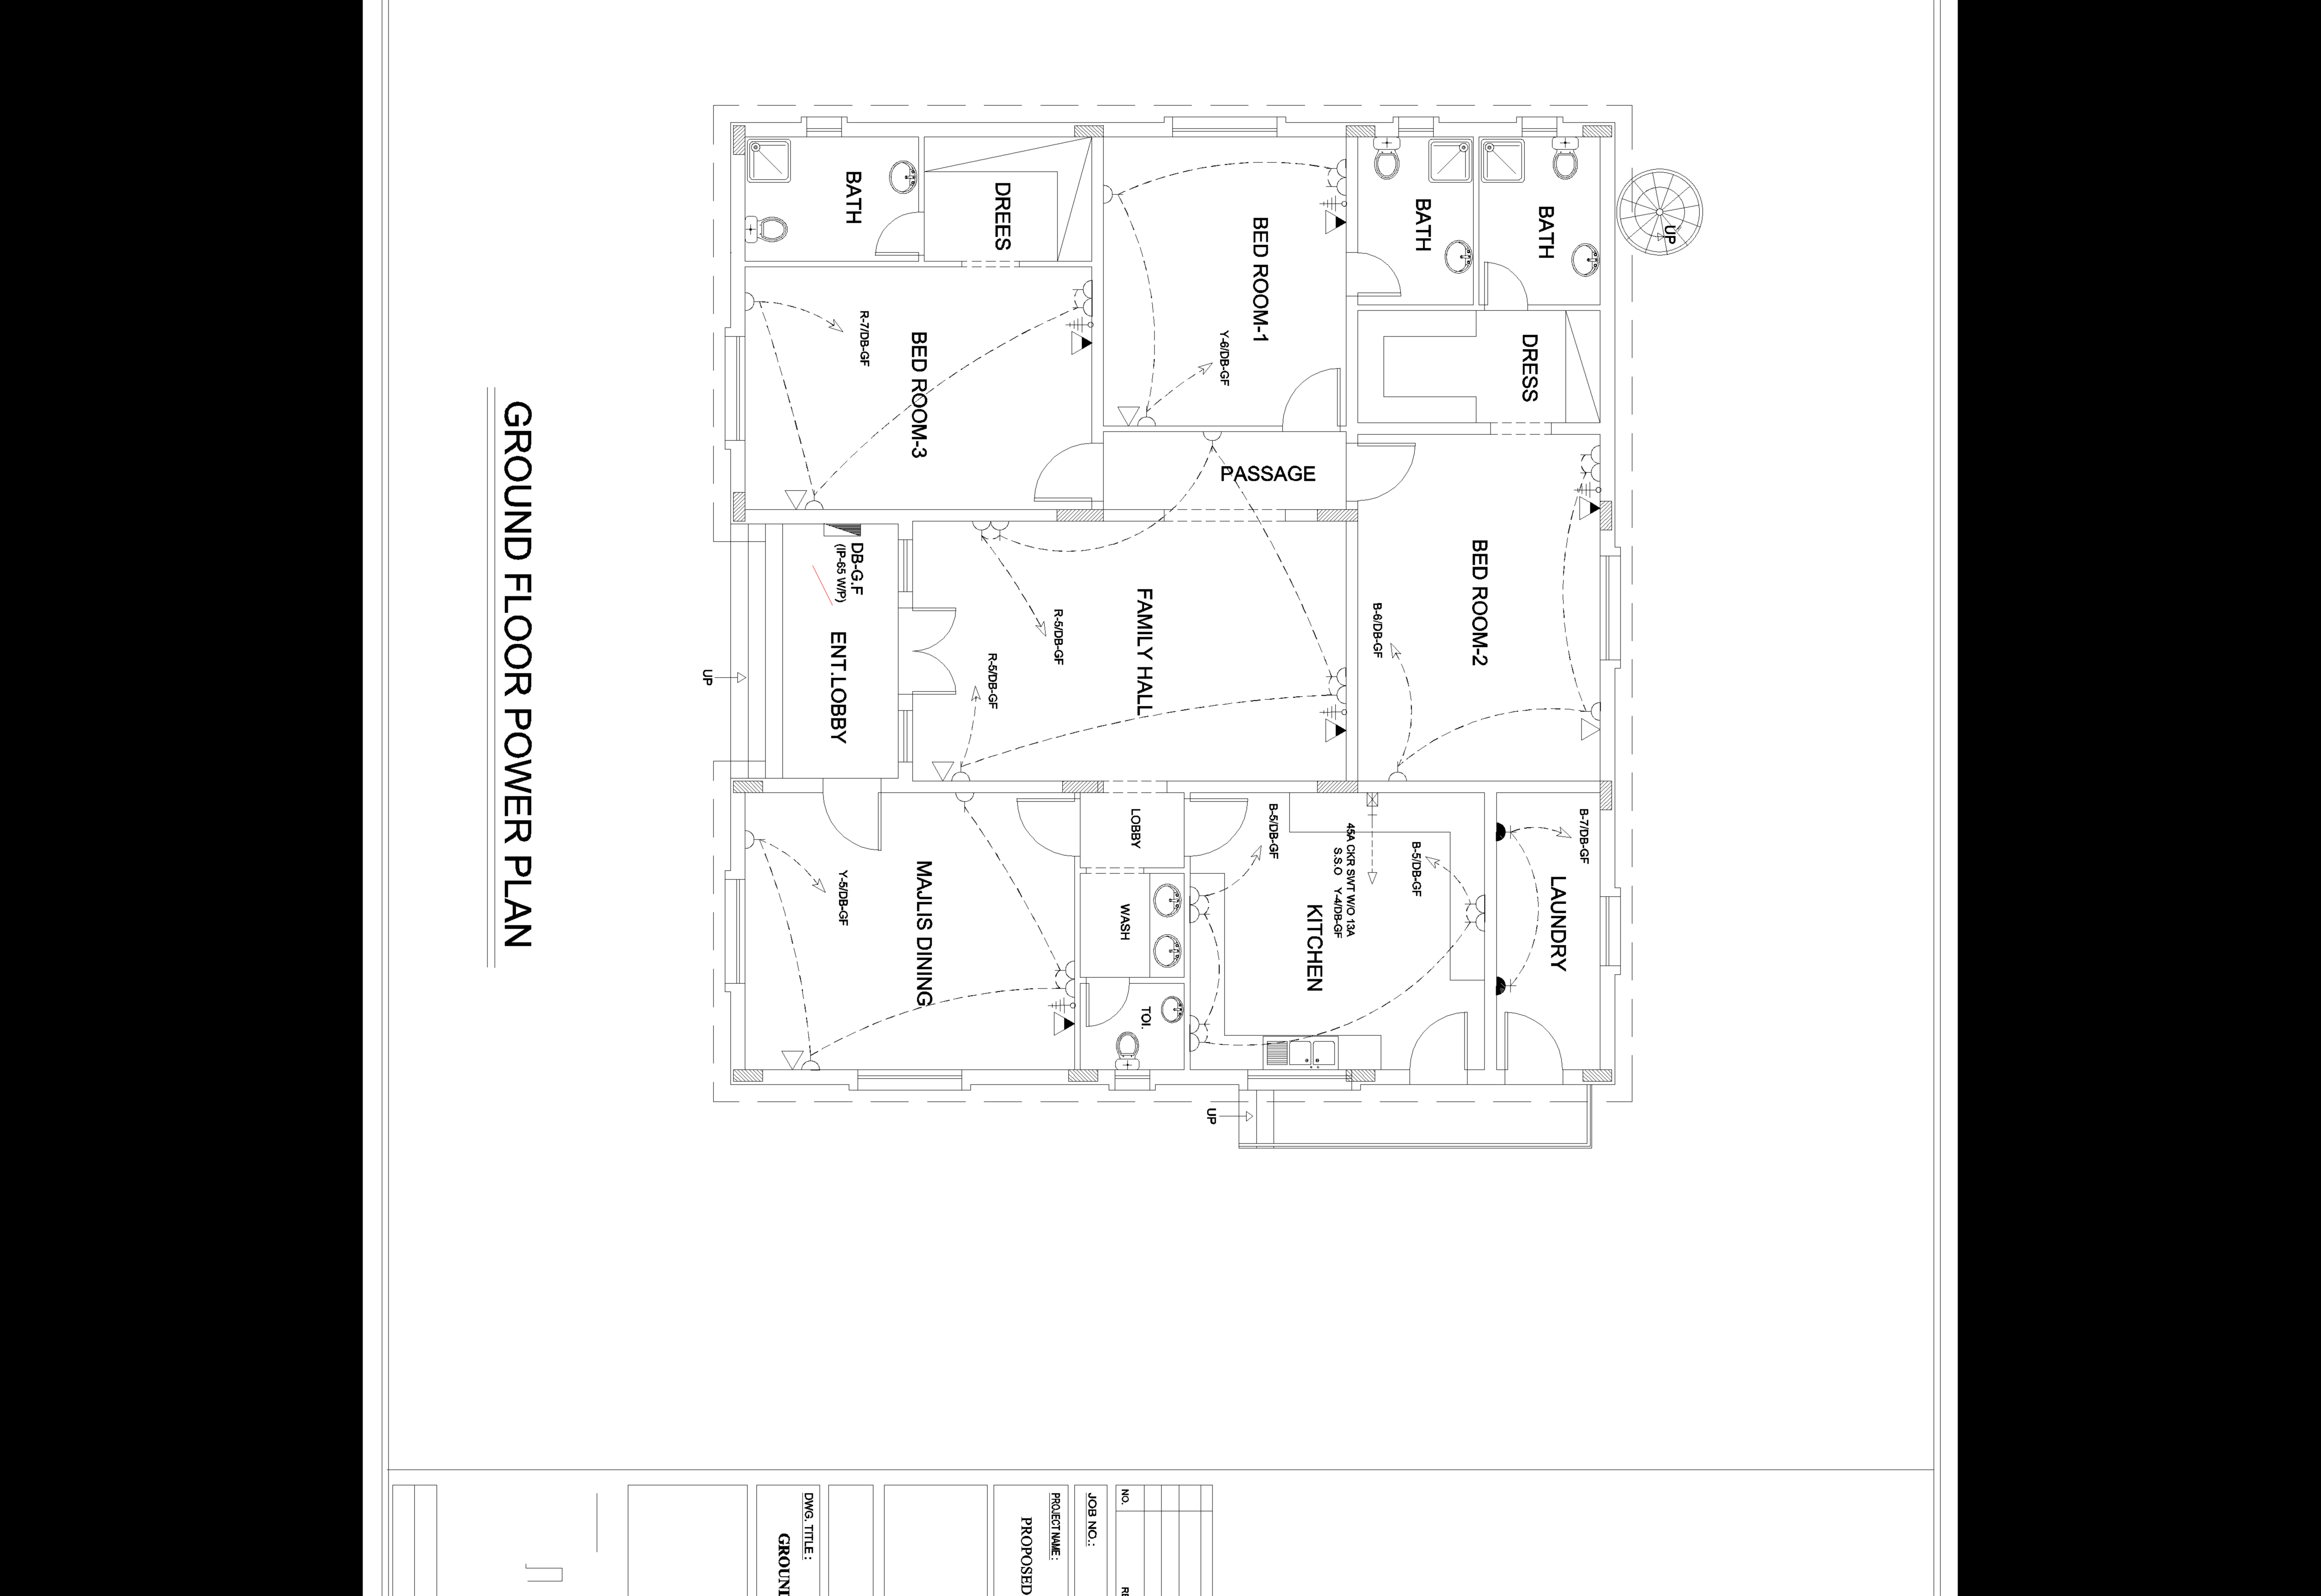 UP
BATH
BATH
BATH
DREES
DRESS
BED ROOM-1
Y-6/DB-GF
BED ROOM-3
R-7/DB-GF
PASSAGE
BED ROOM-2
B-6/DB-GF
DB-G.F
(IP-65 W/P)
ENT.LOBBY
UP
FAMILY HALL
R-5/DB-GF
R-5/DB-GF
LOBBY
B-5/DB-GF
45A CKR SWT W/O 13A
S.S.O Y-4/DB-GF
B-5/DB-GF
KITCHEN
B-7/DB-GF
LAUNDRY
MAJLIS DINING
Y-5/DB-GF
WASH
TOI.
UP
GROUND FLOOR POWER PLAN
NO.
JOB NO.:
PROJECT NAME :
PROPOSED
DWG. TITLE :
GROUN